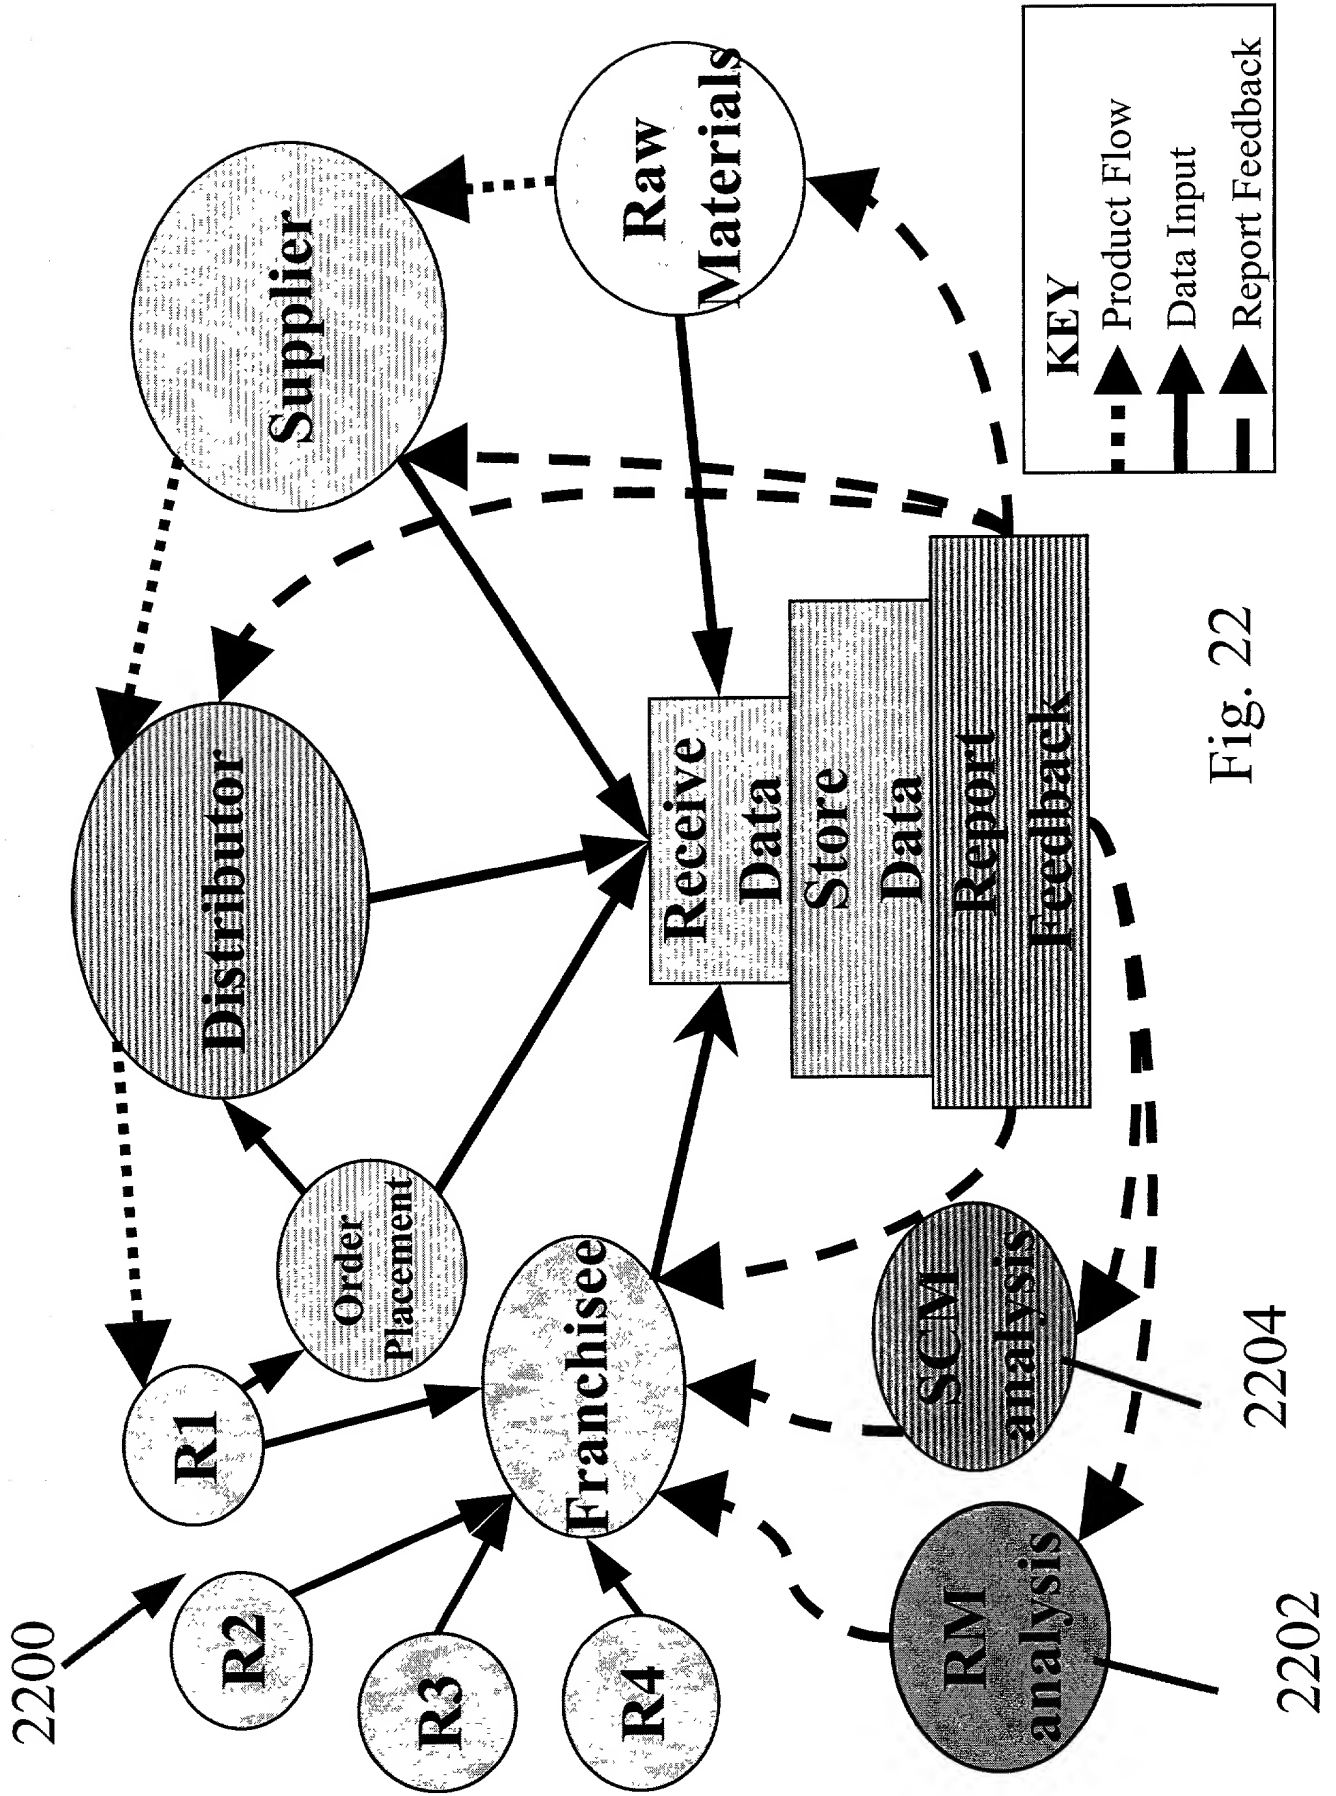 2200
R1
R2
R3
R4
Order
Placement
Franchisee
Distributor
Supplier
Raw
Materials
Receive
Data
Store
Data
Report
Feedback
RM
analysis
SCM
analysis
2202
2204
Fig. 22
KEY
Product Flow
Data Input
Report Feedback